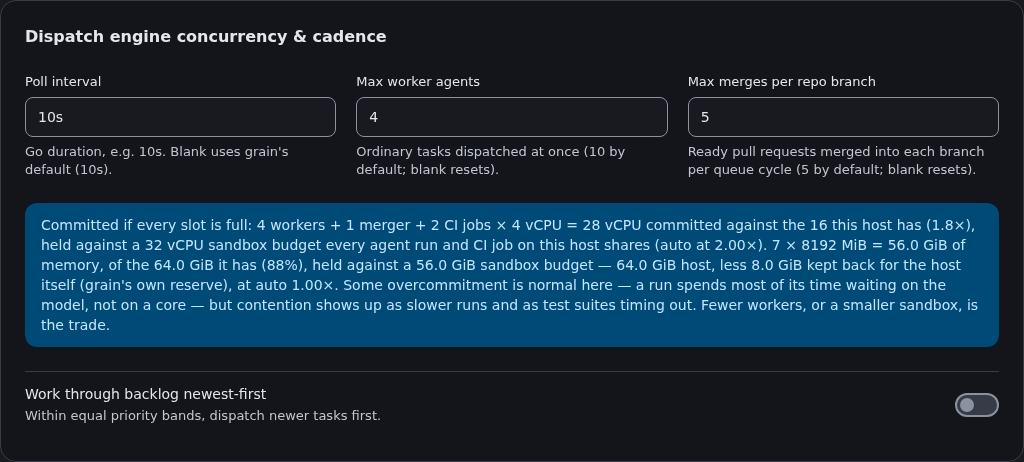 Dispatch engine concurrency & cadence
Poll interval
Max worker agents
Max merges per repo branch
10s
4
5
Go duration, e.g. 10s. Blank uses grain's
default (10s).
Ordinary tasks dispatched at once (10 by
default; blank resets).
Ready pull requests merged into each branch
per queue cycle (5 by default; blank resets).
Committed if every slot is full: 4 workers + 1 merger + 2 CI jobs × 4 vCPU = 28 vCPU committed against the 16 this host has (1.8×),
held against a 32 vCPU sandbox budget every agent run and CI job on this host shares (auto at 2.00×). 7 × 8192 MiB = 56.0 GiB of
memory, of the 64.0 GiB it has (88%), held against a 56.0 GiB sandbox budget — 64.0 GiB host, less 8.0 GiB kept back for the host
itself (grain's own reserve), at auto 1.00×. Some overcommitment is normal here — a run spends most of its time waiting on the
model, not on a core — but contention shows up as slower runs and as test suites timing out. Fewer workers, or a smaller sandbox, is
the trade.
Work through backlog newest-first
Within equal priority bands, dispatch newer tasks first.